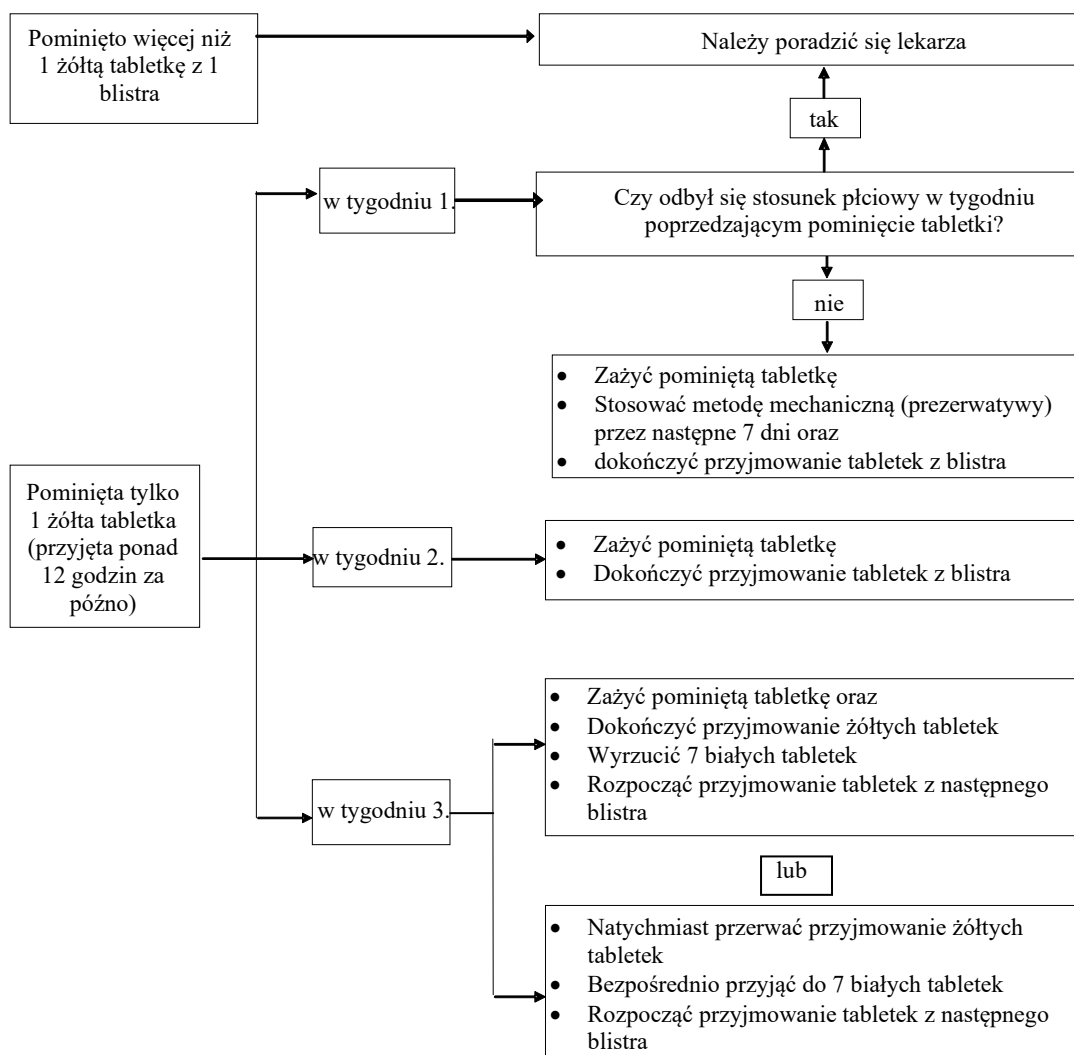 Pominięto więcej niż
1 żółtą tabletkę z 1
blistra
Należy poradzić się lekarza
tak
w tygodniu 1.
Czy odbył się stosunek płciowy w tygodniu
poprzedzającym pominięcie tabletki?
nie
• Zażyć pominiętą tabletkę
• Stosować metodę mechaniczną (prezerwatywy)
przez następne 7 dni oraz
• dokończyć przyjmowanie tabletek z blistra
Pominięta tylko
1 żółta tabletka
(przyjęta ponad
12 godzin za
późno)
w tygodniu 2.
• Zażyć pominiętą tabletkę
• Dokończyć przyjmowanie tabletek z blistra
w tygodniu 3.
• Zażyć pominiętą tabletkę oraz
• Dokończyć przyjmowanie żółtych tabletek
• Wyrzucić 7 białych tabletek
• Rozpocząć przyjmowanie tabletek z następnego
blistra
lub
• Natychmiast przerwać przyjmowanie żółtych
tabletek
• Bezpośrednio przyjąć do 7 białych tabletek
• Rozpocząć przyjmowanie tabletek z następnego
blistra